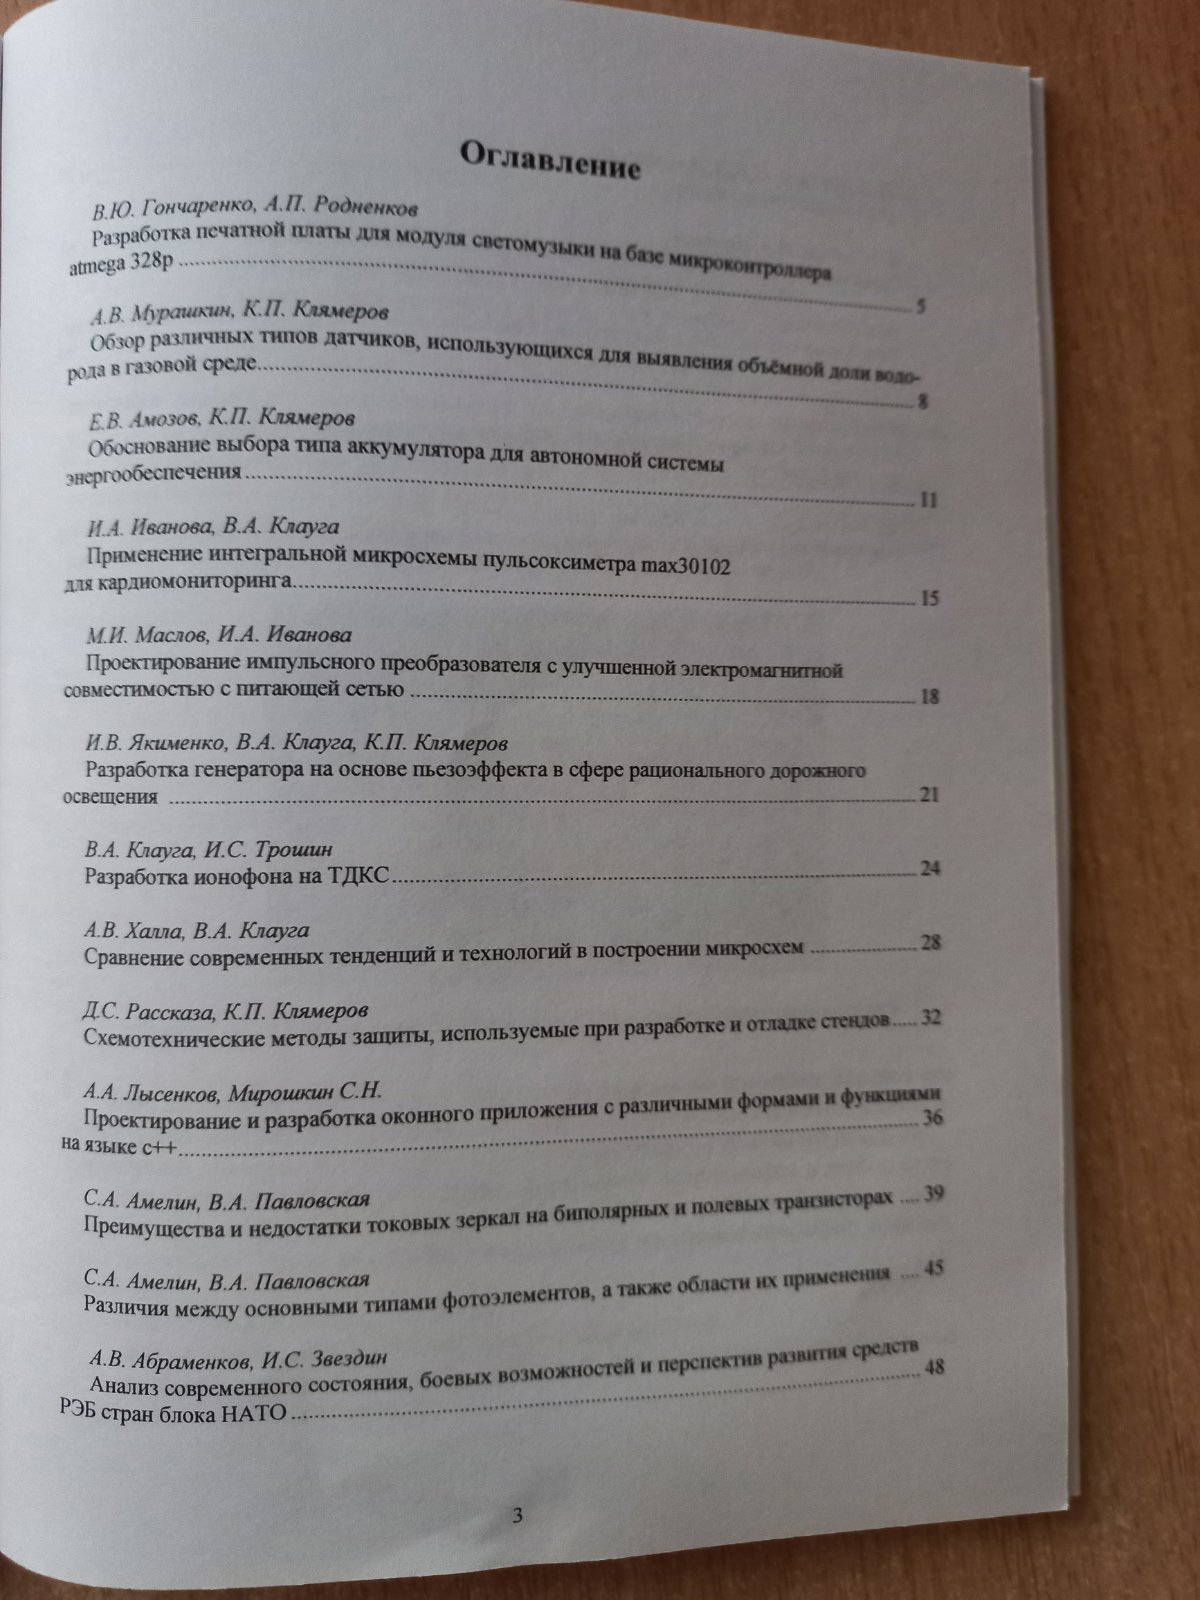 Оглавление
В.Ю. Гончаренко, А.П. Родненков
Разработка печатной платы для модуля светомузыки на базе микроконтроллера
atmega 328p ........................................ 5
А.В. Мурашкин, К.П. Клямеров
Обзор различных типов датчиков, использующихся для выявления объёмной доли водо-
рода в газовой среде........................................ 8
Е.В. Амозов, К.П. Клямеров
Обоснование выбора типа аккумулятора для автономной системы
энергообеспечения ........................................ 11
И.А. Иванова, В.А. Клауга
Применение интегральной микросхемы пульсоксиметра max30102
для кардиомониторинга........................................ 15
М.И. Маслов, И.А. Иванова
Проектирование импульсного преобразователя с улучшенной электромагнитной
совместимостью с питающей сетью ........................................ 18
И.В. Якименко, В.А. Клауга, К.П. Клямеров
Разработка генератора на основе пьезоэффекта в сфере рационального дорожного
освещения ........................................ 21
В.А. Клауга, И.С. Трошин
Разработка ионофона на ТДКС ........................................ 24
А.В. Халла, В.А. Клауга
Сравнение современных тенденций и технологий в построении микросхем .................... 28
Д.С. Рассказа, К.П. Клямеров
Схемотехнические методы защиты, используемые при разработке и отладке стендов..... 32
А.А. Лысенков, Мирошкин С.Н.
Проектирование и разработка оконного приложения с различными формами и функциями
на языке с++........................................ 36
С.А. Амелин, В.А. Павловская
Преимущества и недостатки токовых зеркал на биполярных и полевых транзисторах .... 39
С.А. Амелин, В.А. Павловская
Различия между основными типами фотоэлементов, а также области их применения .... 45
А.В. Абраменков, И.С. Звездин
Анализ современного состояния, боевых возможностей и перспектив развития средств
РЭБ стран блока НАТО ........................................ 48
3